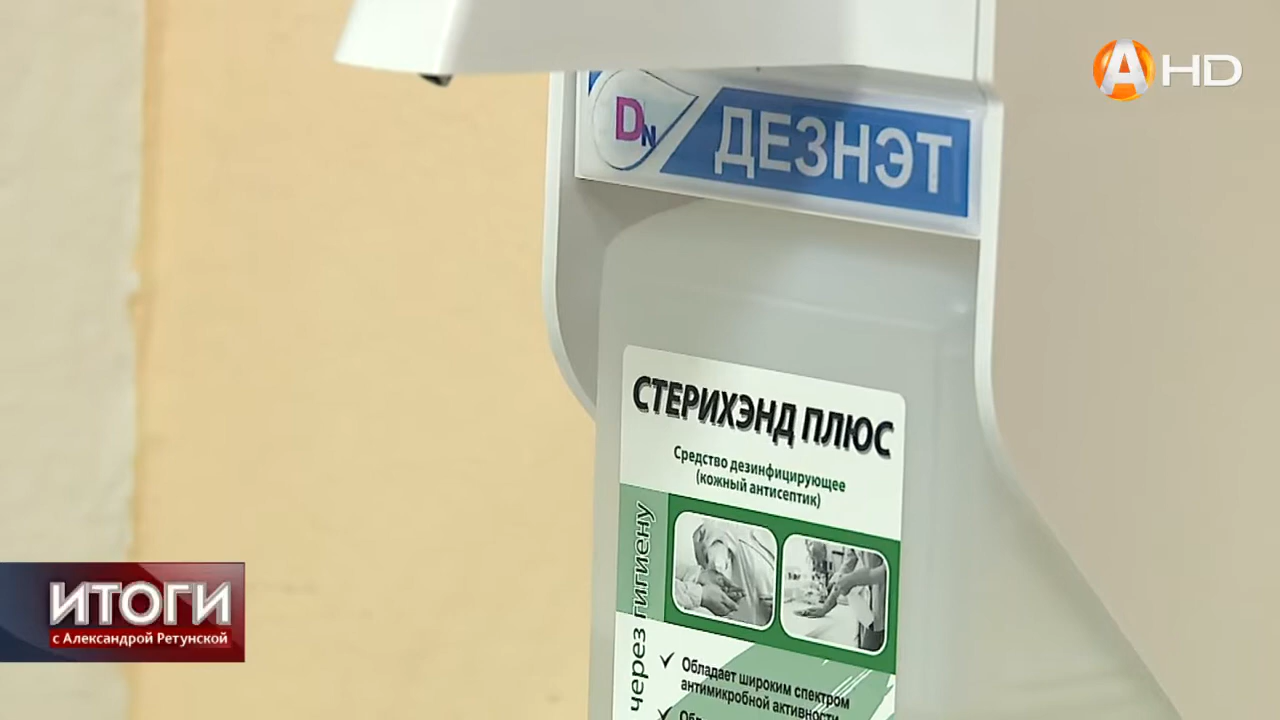 А HD
DN
ДЕЗНЭТ
СТЕРИХЭНД ПЛЮС
Средство дезинфицирующее
(кожный антисептик)
через гигиену
✓ Обладает широким спектром
антимикробной активности
✓
ИТОГИ
с Александрой Ретунской